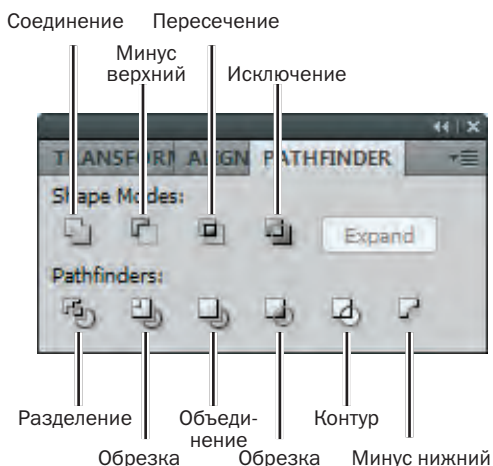 Соединение Пересечение
Минус
верхний
Исключение
TRANSFORM ALIGN PATHFINDER
Shape Modes:
Expand
Pathfinders:
Разделение
Объеди-
нение
Контур
Обрезка
Обрезка
Минус нижний